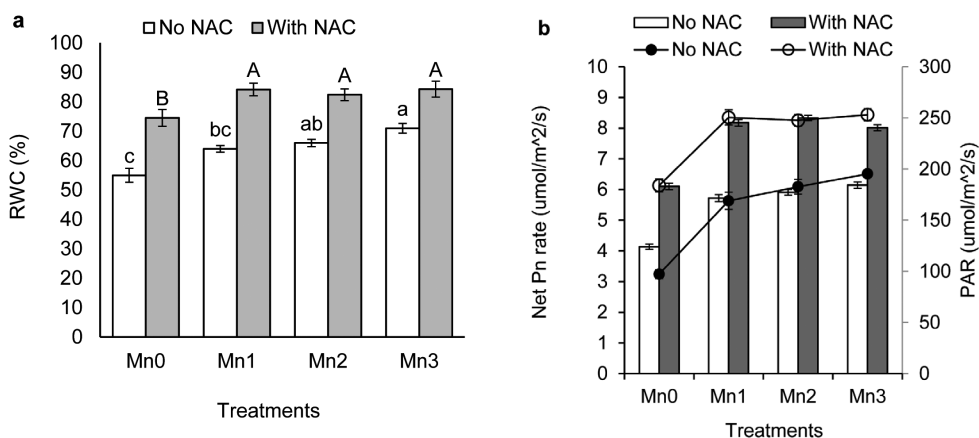 a
No NAC With NAC
100
90
80
70
60
50
40
30
20
10
0
RWC (%)
c B bc A ab A a A
Mn0 Mn1 Mn2 Mn3
Treatments
b
No NAC With NAC
No NAC With NAC
10
9
8
7
6
5
4
3
2
1
0
Net Pn rate (umol/m^2/s)
300
250
200
150
100
50
0
PAR (umol/m^2/s)
Mn0 Mn1 Mn2 Mn3
Treatments